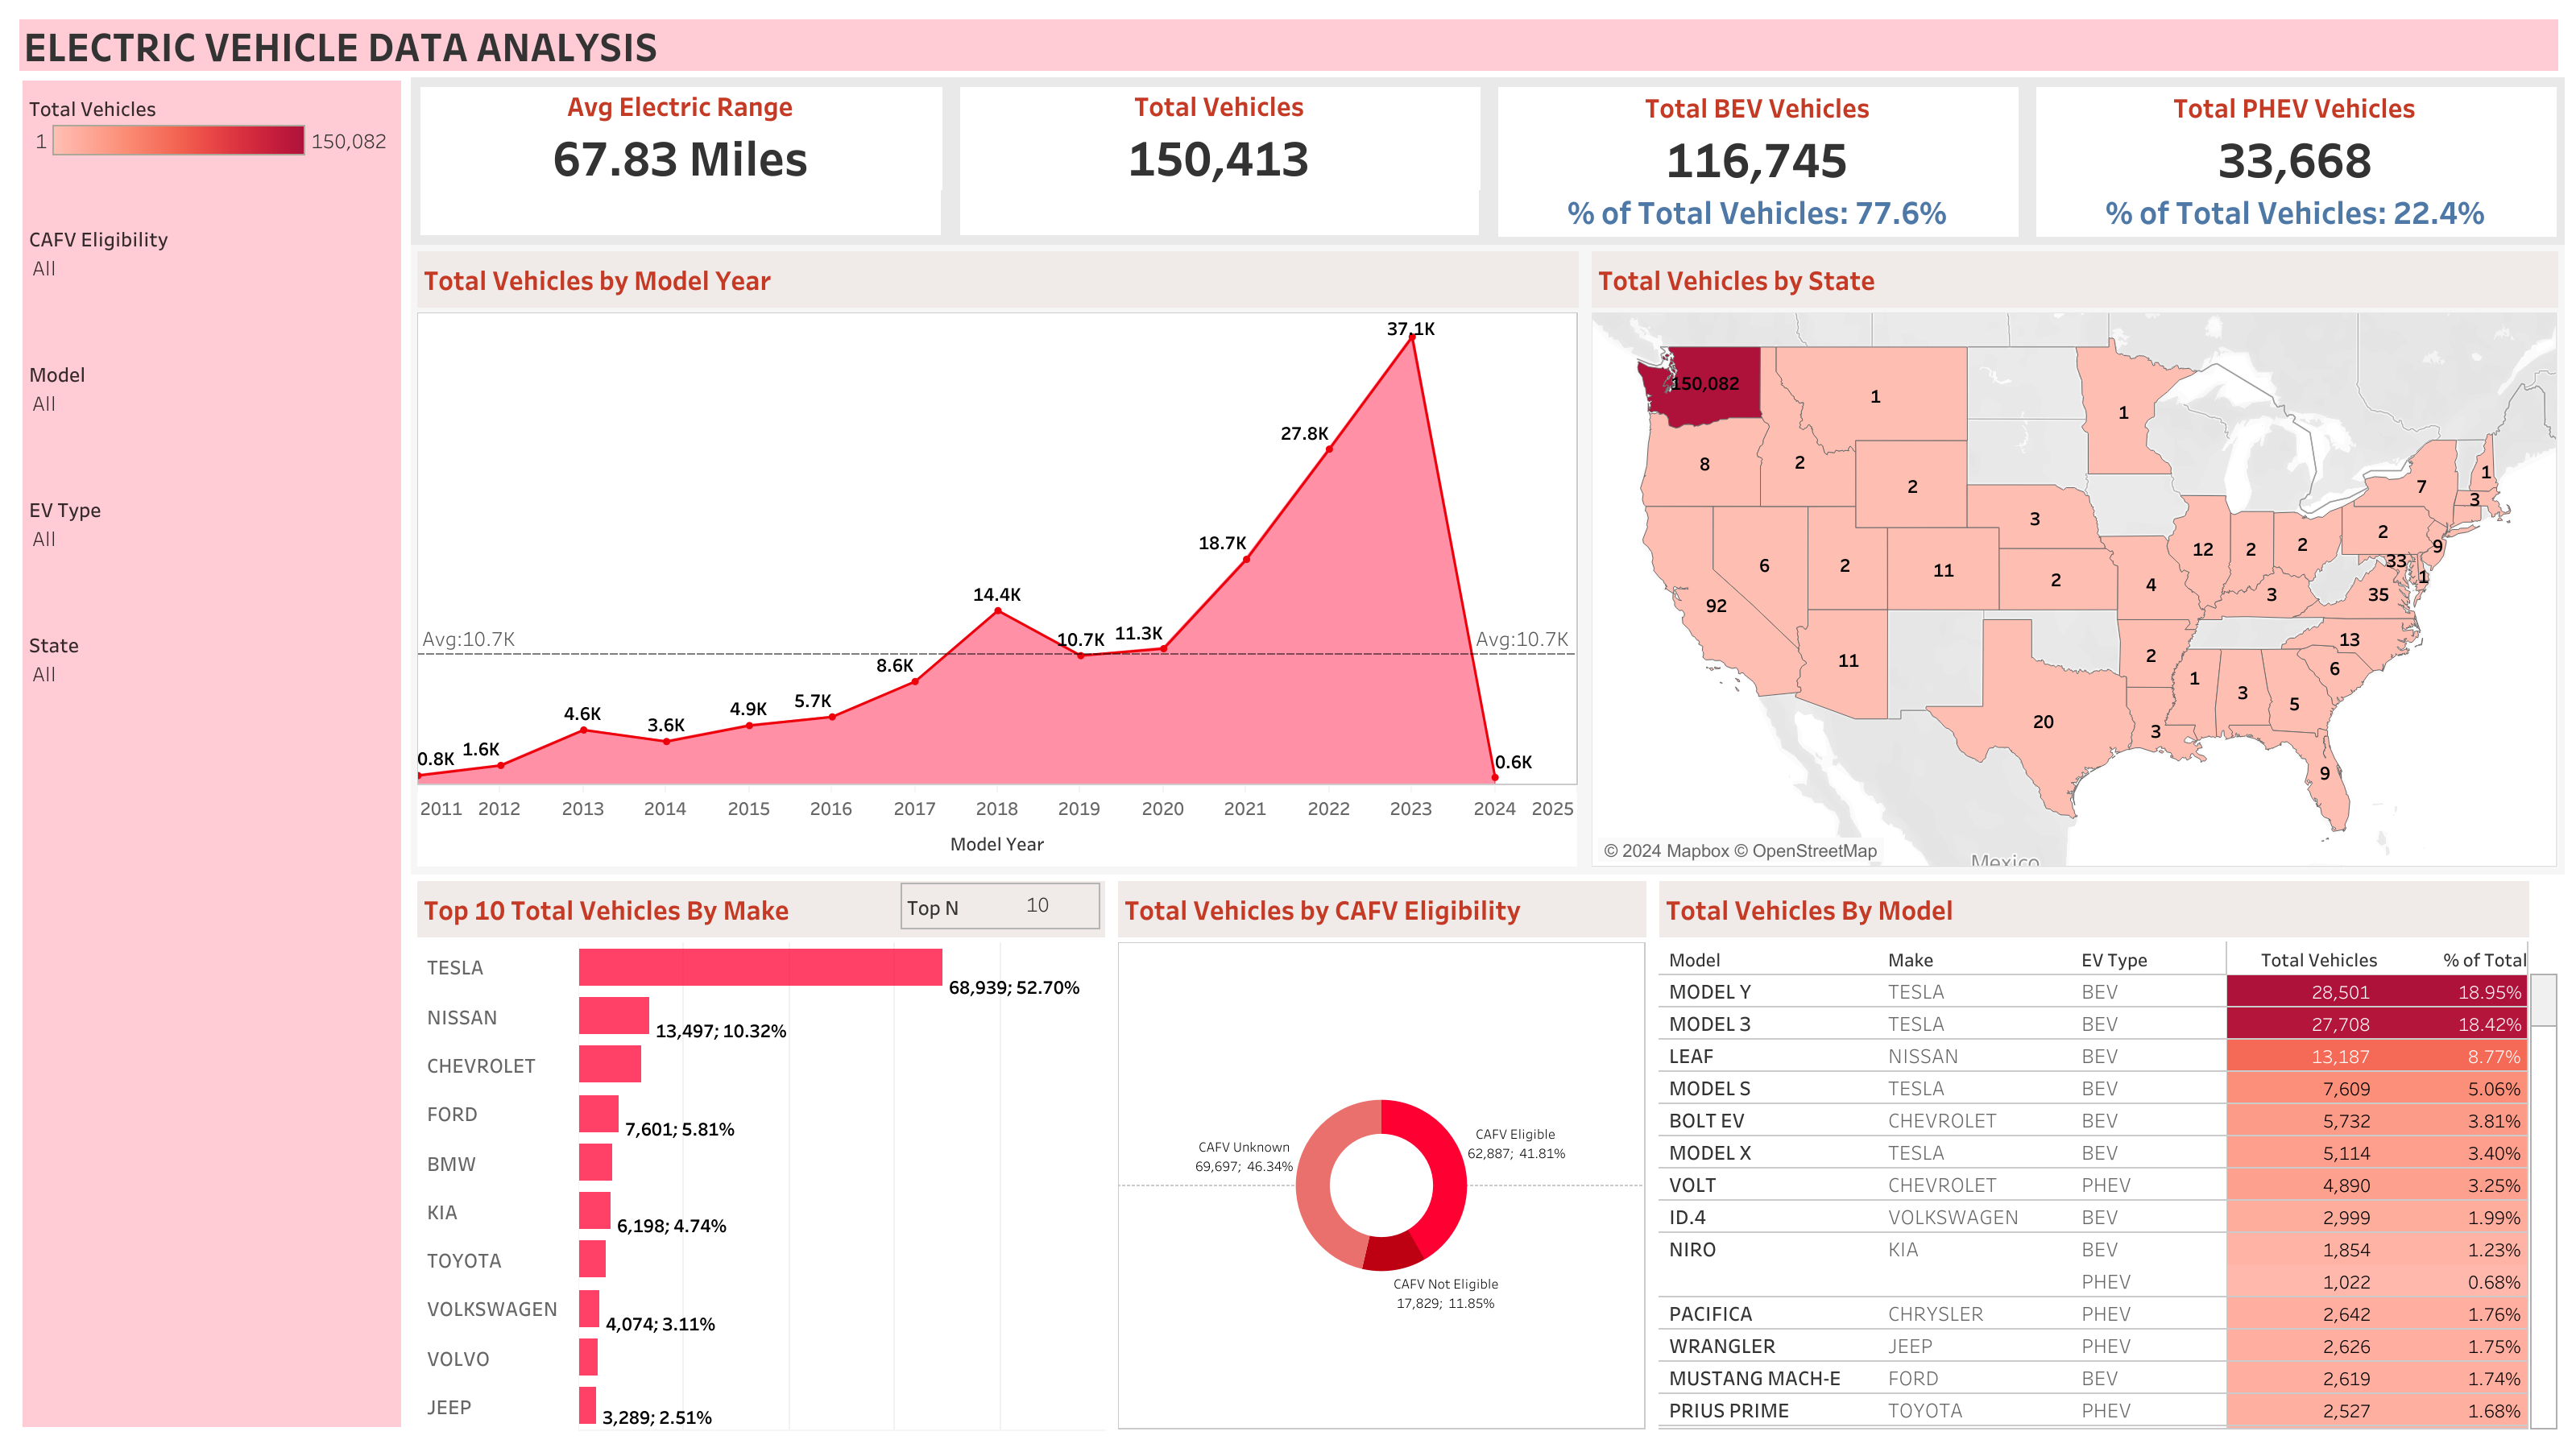 ELECTRIC VEHICLE DATA ANALYSIS
Total Vehicles
1 150,082
CAFV Eligibility
All
Model
All
EV Type
All
State
All
Avg Electric Range
67.83 Miles
Total Vehicles
150,413
Total BEV Vehicles
116,745
% of Total Vehicles: 77.6%
Total PHEV Vehicles
33,668
% of Total Vehicles: 22.4%
Total Vehicles by Model Year
37.1K
27.8K
18.7K
14.4K
10.7K
11.3K
Avg:10.7K
Avg:10.7K
8.6K
5.7K
4.9K
3.6K
4.6K
1.6K
0.8K
0.6K
2011 2012 2013 2014 2015 2016 2017 2018 2019 2020 2021 2022 2023 2024 2025
Model Year
Total Vehicles by State
150,082
1
1
8
2
2
7
1
3
3
6
2
11
2
4
12
2
2
2
9
33
1
35
3
92
11
2
13
6
1
3
5
20
3
9
© 2024 Mapbox © OpenStreetMap
Mexico
Top 10 Total Vehicles By Make
Top N 10
TESLA 68,939; 52.70%
NISSAN 13,497; 10.32%
CHEVROLET
FORD 7,601; 5.81%
BMW
KIA 6,198; 4.74%
TOYOTA
VOLKSWAGEN 4,074; 3.11%
VOLVO
JEEP 3,289; 2.51%
Total Vehicles by CAFV Eligibility
CAFV Unknown
69,697; 46.34%
CAFV Eligible
62,887; 41.81%
CAFV Not Eligible
17,829; 11.85%
Total Vehicles By Model
Model Make EV Type Total Vehicles % of Total
MODEL Y TESLA BEV 28,501 18.95%
MODEL 3 TESLA BEV 27,708 18.42%
LEAF NISSAN BEV 13,187 8.77%
MODEL S TESLA BEV 7,609 5.06%
BOLT EV CHEVROLET BEV 5,732 3.81%
MODEL X TESLA BEV 5,114 3.40%
VOLT CHEVROLET PHEV 4,890 3.25%
ID.4 VOLKSWAGEN BEV 2,999 1.99%
NIRO KIA BEV 1,854 1.23%
PHEV 1,022 0.68%
PACIFICA CHRYSLER PHEV 2,642 1.76%
WRANGLER JEEP PHEV 2,626 1.75%
MUSTANG MACH-E FORD BEV 2,619 1.74%
PRIUS PRIME TOYOTA PHEV 2,527 1.68%